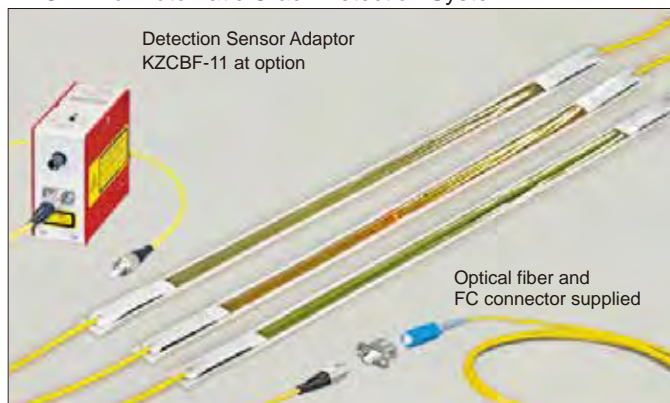 Detection Sensor Adaptor
KZCBF-11 at option
Optical fiber and
FC connector supplied